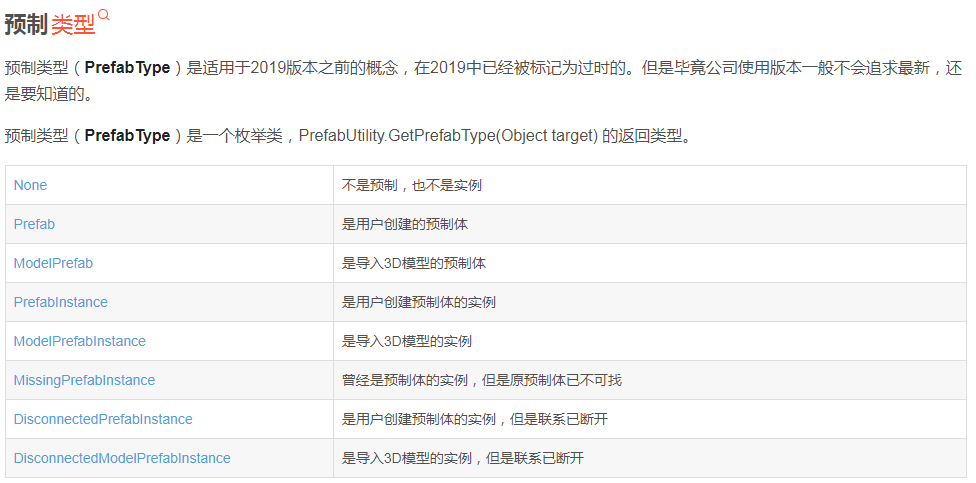 预制类型
预制类型（PrefabType）是适用于2019版本之前的概念，在2019中已经被标记为过时的。但是毕竟公司使用版本一般不会追求最新，还
是要知道的。
预制类型（PrefabType）是一个枚举类，PrefabUtility.GetPrefabType(Object target) 的返回类型。
None 不是预制，也不是实例
Prefab 是用户创建的预制体
ModelPrefab 是导入3D模型的预制体
PrefabInstance 是用户创建预制体的实例
ModelPrefabInstance 是导入3D模型的实例
MissingPrefabInstance 曾经是预制体的实例，但是原预制体已不可找
DisconnectedPrefabInstance 是用户创建预制体的实例，但是联系已断开
DisconnectedModelPrefabInstance 是导入3D模型的实例，但是联系已断开